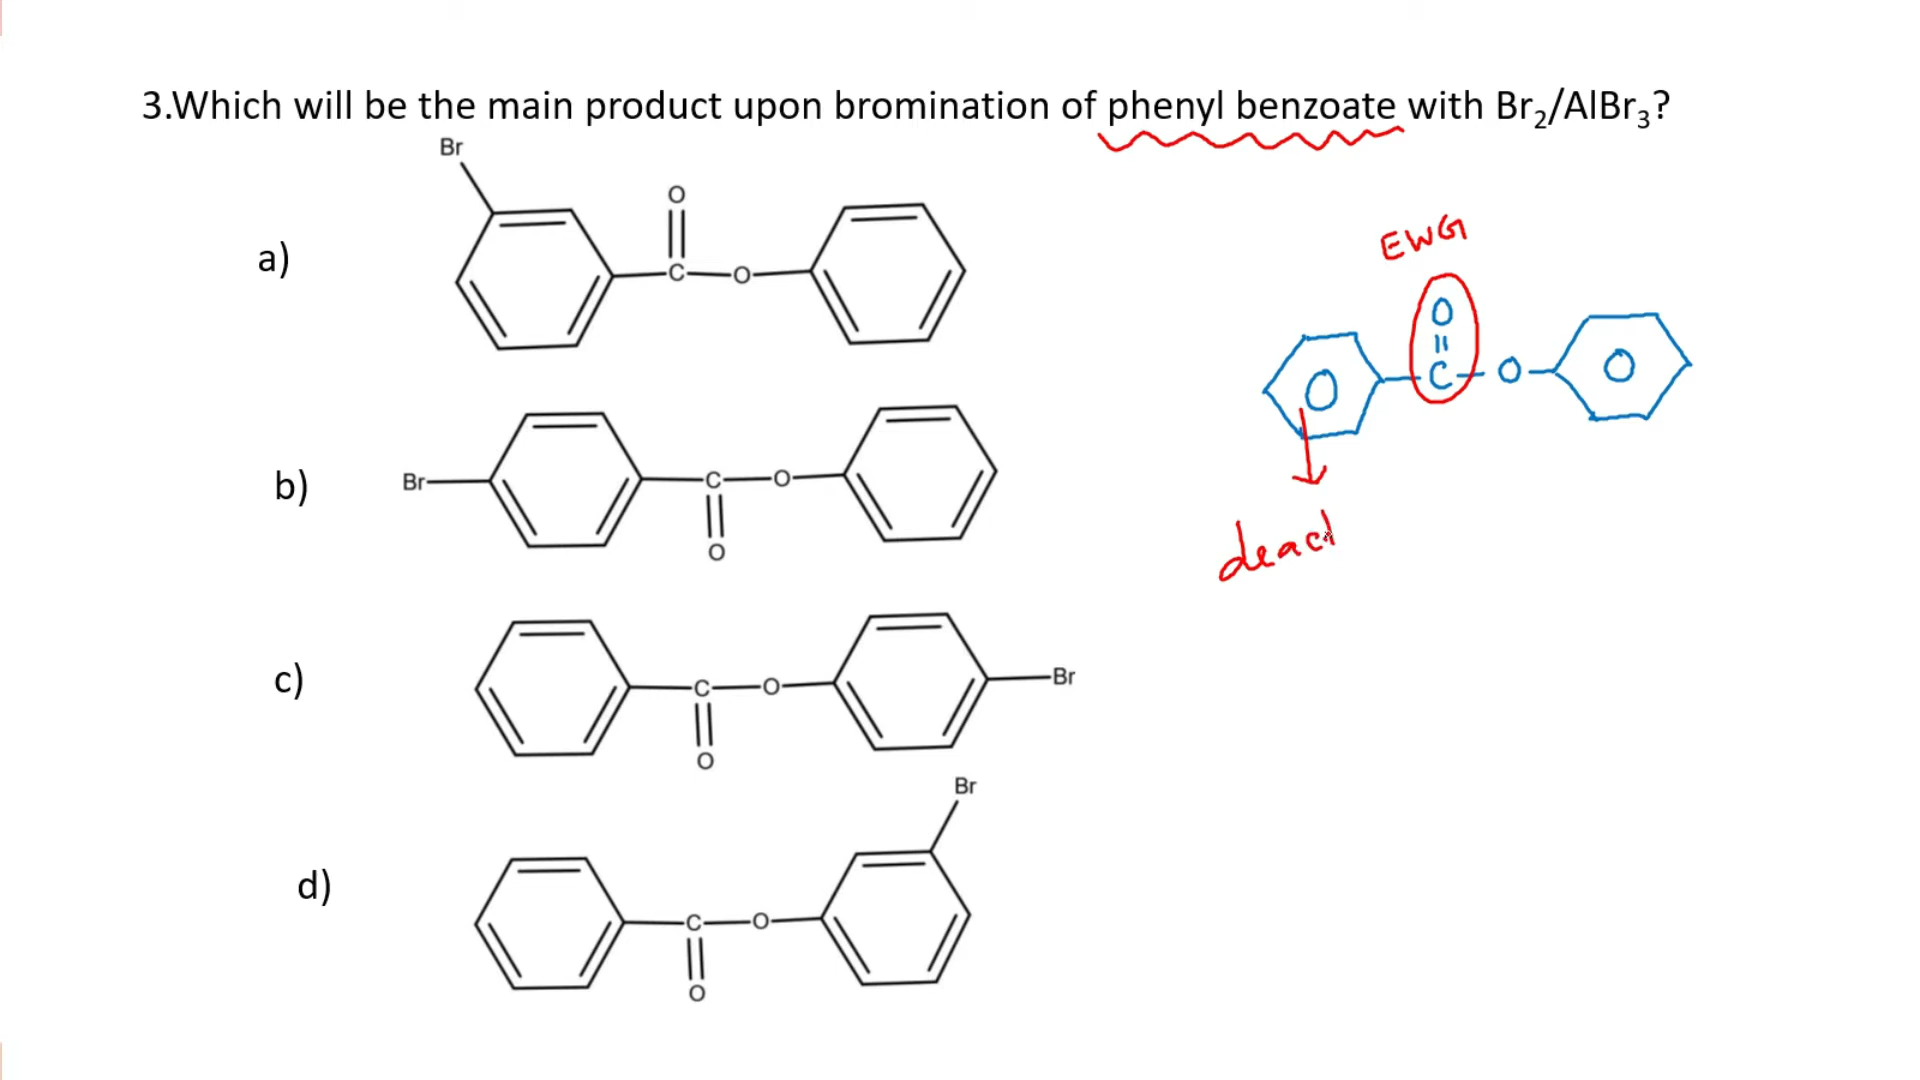 3.Which will be the main product upon bromination of phenyl benzoate with Br₂/AlBr₃?
Br
O
a)
C
O
EWG
O
C
O
b)
Br
C
O
O
deact
c)
C
O
Br
O
Br
d)
C
O
O